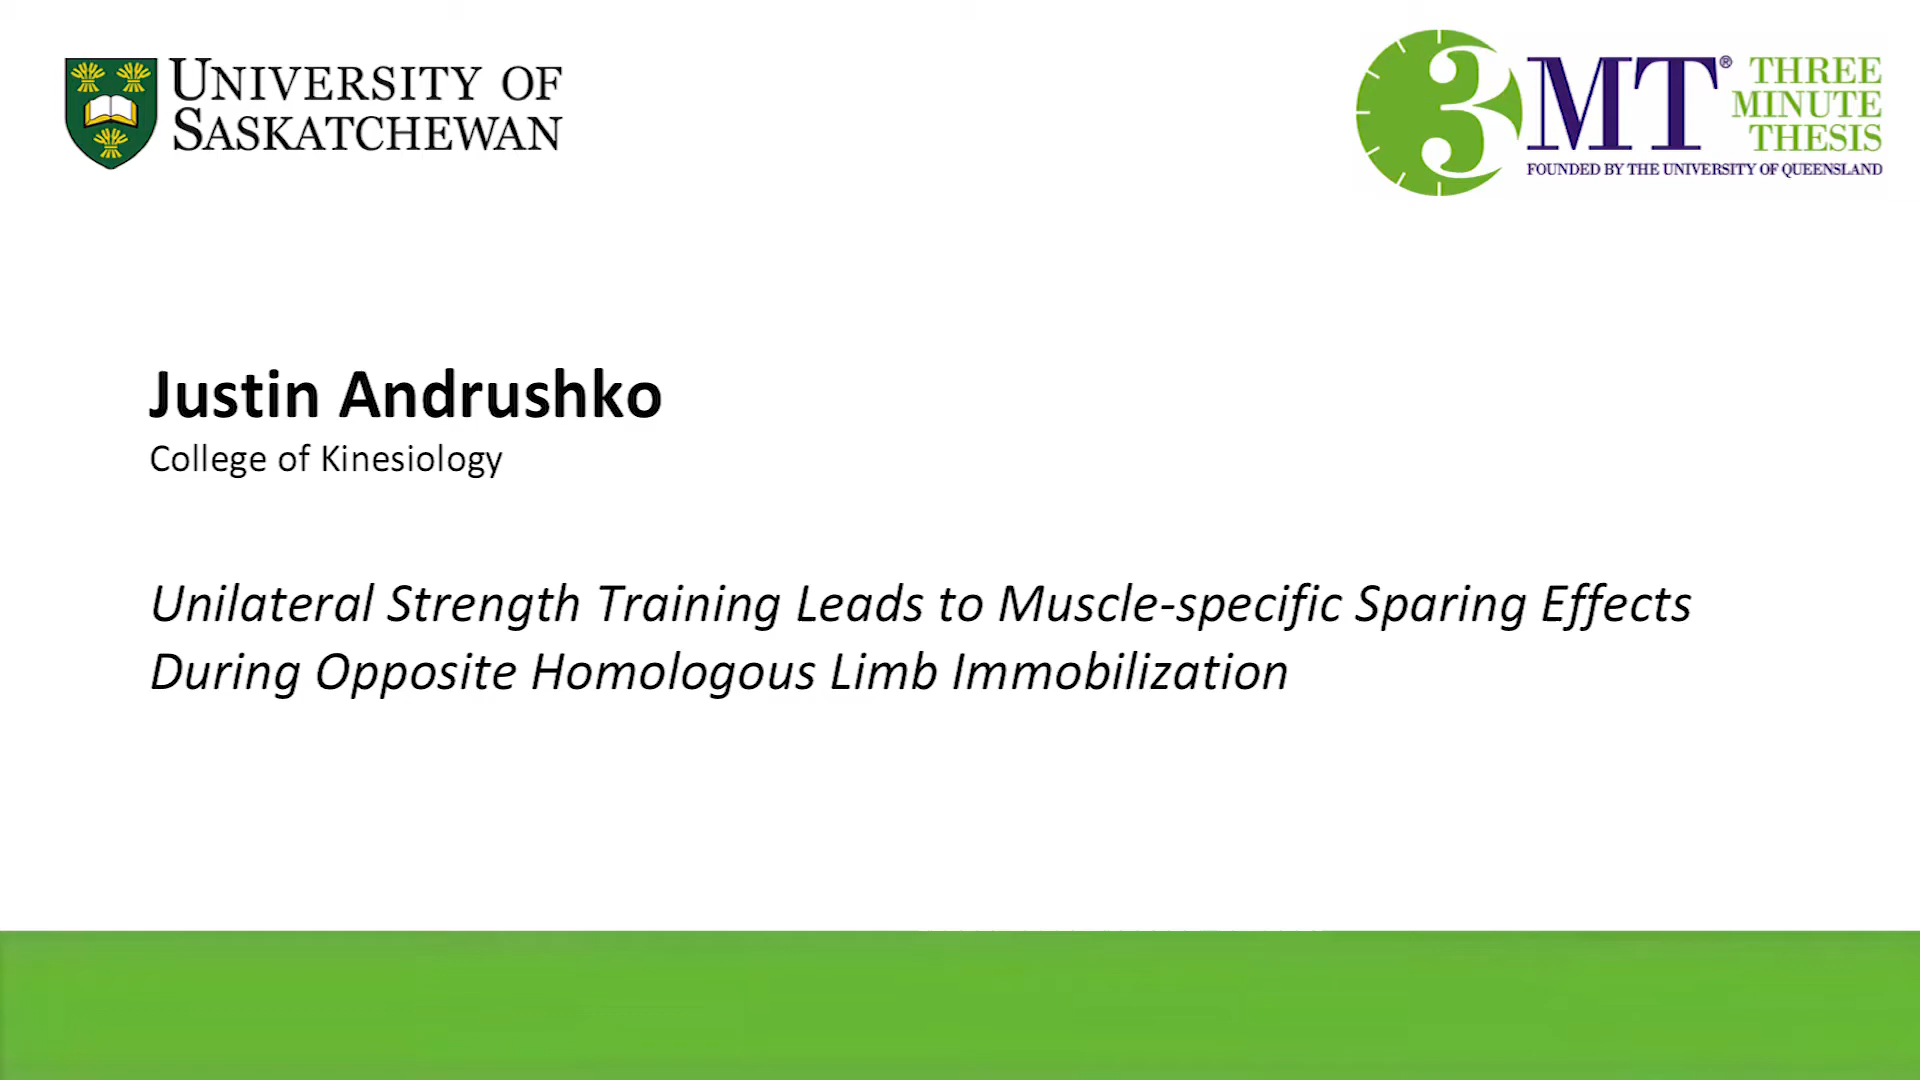 UNIVERSITY OF
SASKATCHEWAN
3MT® THREE
MINUTE
THESIS
FOUNDED BY THE UNIVERSITY OF QUEENSLAND
Justin Andrushko
College of Kinesiology
Unilateral Strength Training Leads to Muscle-specific Sparing Effects
During Opposite Homologous Limb Immobilization